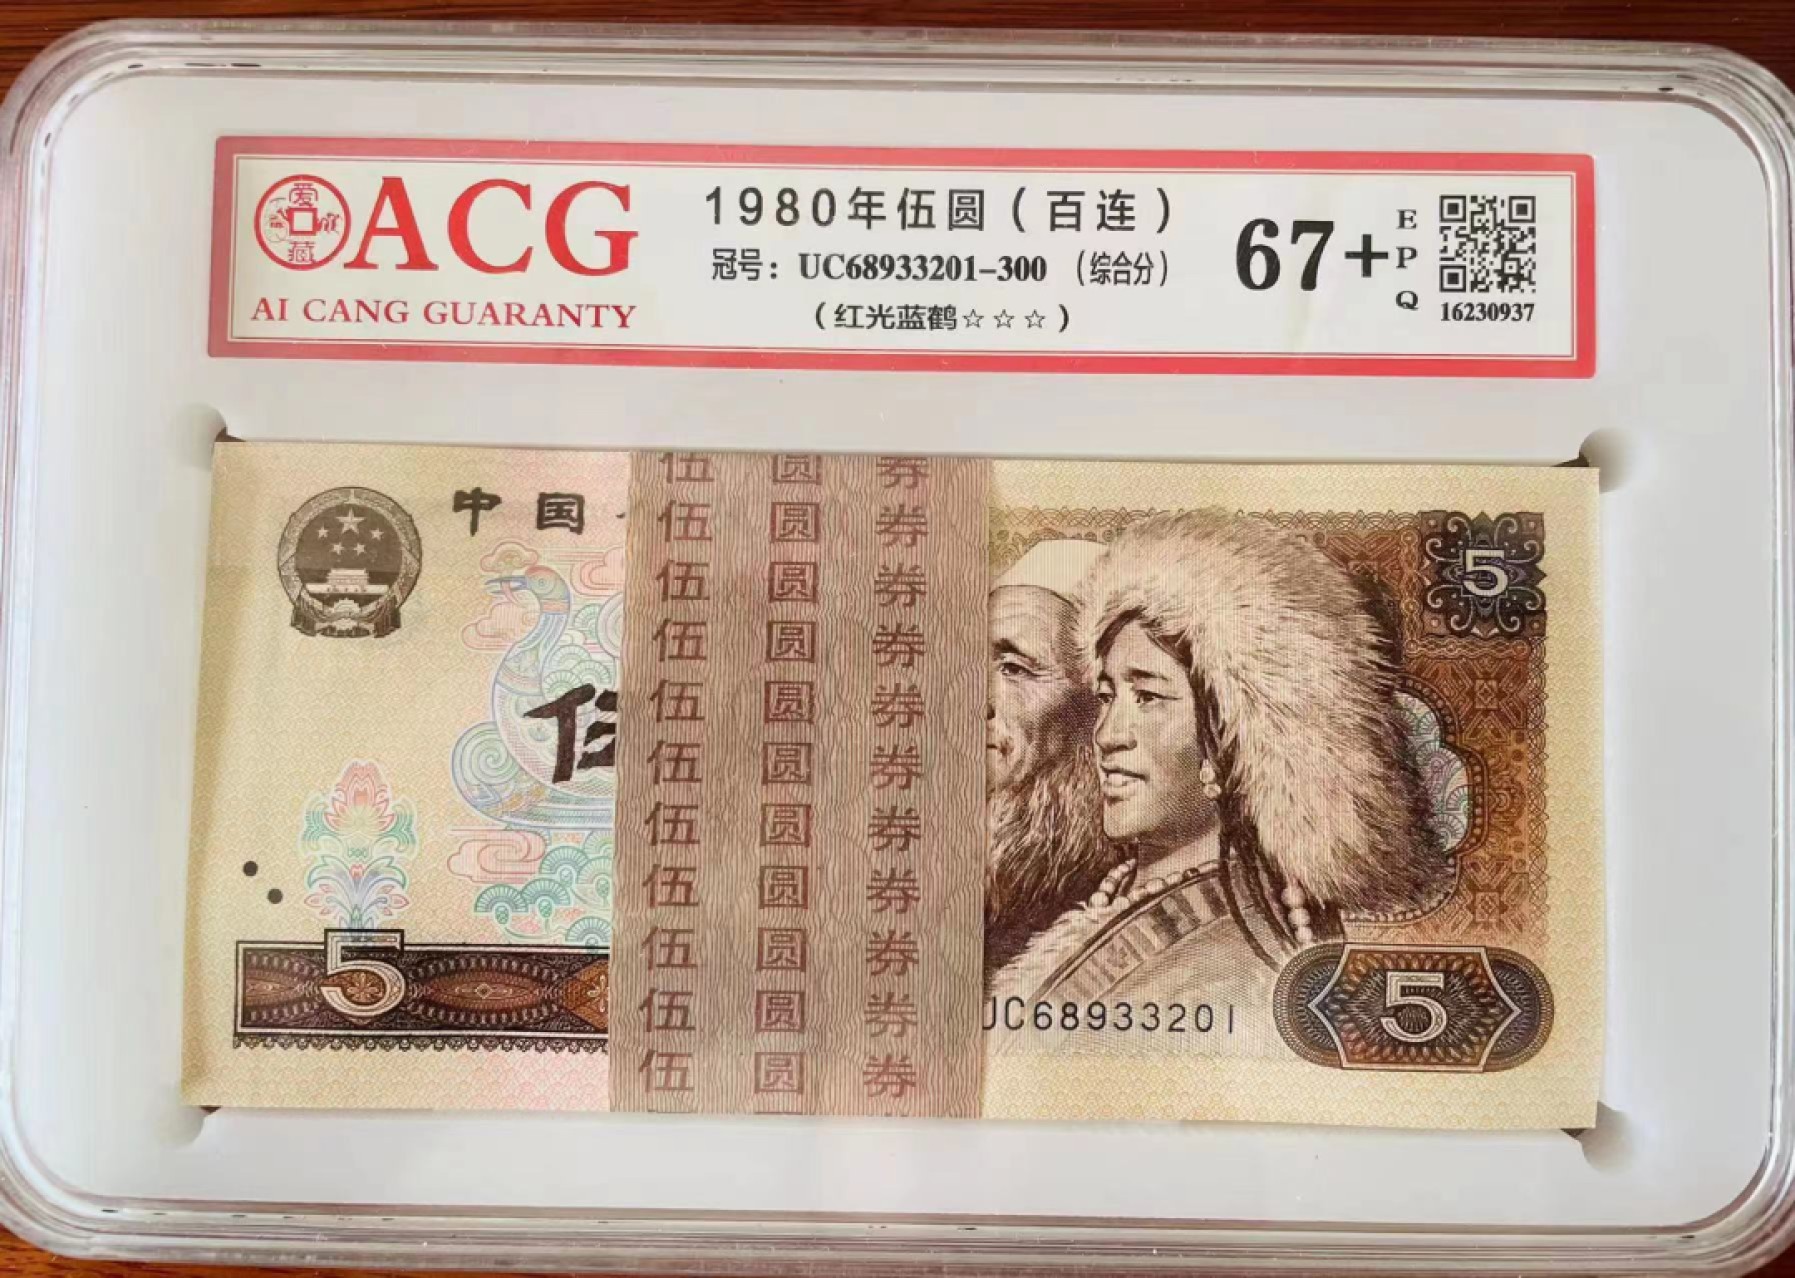 爱藏
ACG
AI CANG GUARANTY
1980年伍圆（百连）
冠号：UC68933201-300 （综合分）
（红光蓝鹤☆☆☆）
67+
EPQ
16230937
中国
伍 圆 券
伍 圆 券
伍 圆 券
伍 圆 券
伍 圆 券
伍 圆 券
伍 圆 券
伍 圆 券
伍 圆 券
伍 圆 券
伍 圆 券
5
伍
5
UC68933201
5